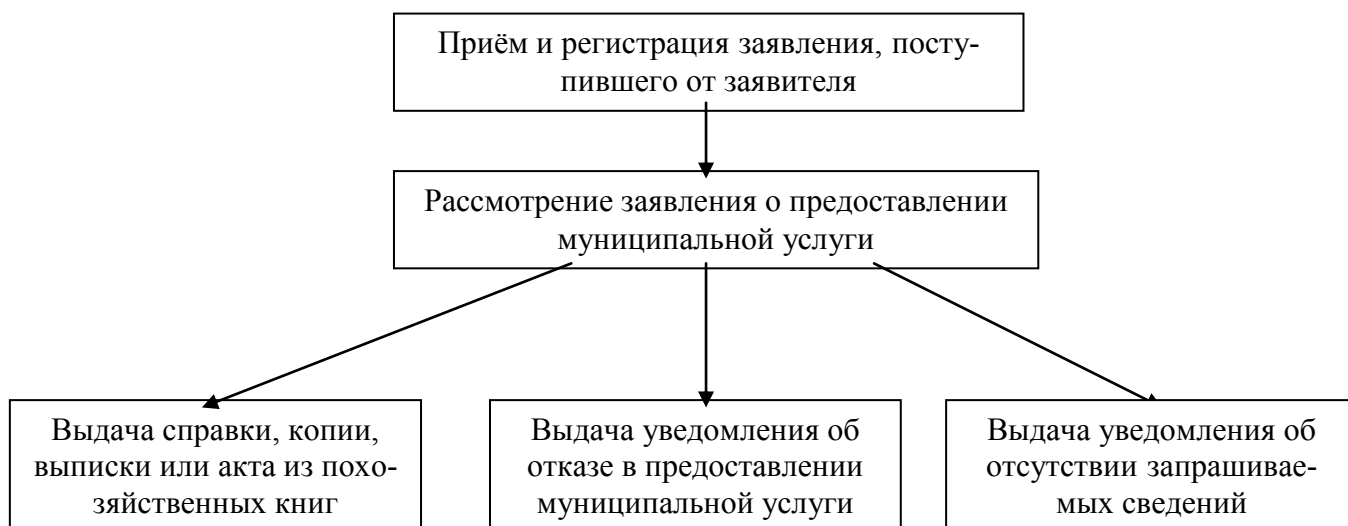 Приём и регистрация заявления, посту-
пившего от заявителя
Рассмотрение заявления о предоставлении
муниципальной услуги
Выдача справки, копии,
выписки или акта из похо-
зяйственных книг
Выдача уведомления об
отказе в предоставлении
муниципальной услуги
Выдача уведомления об
отсутствии запрашивае-
мых сведений